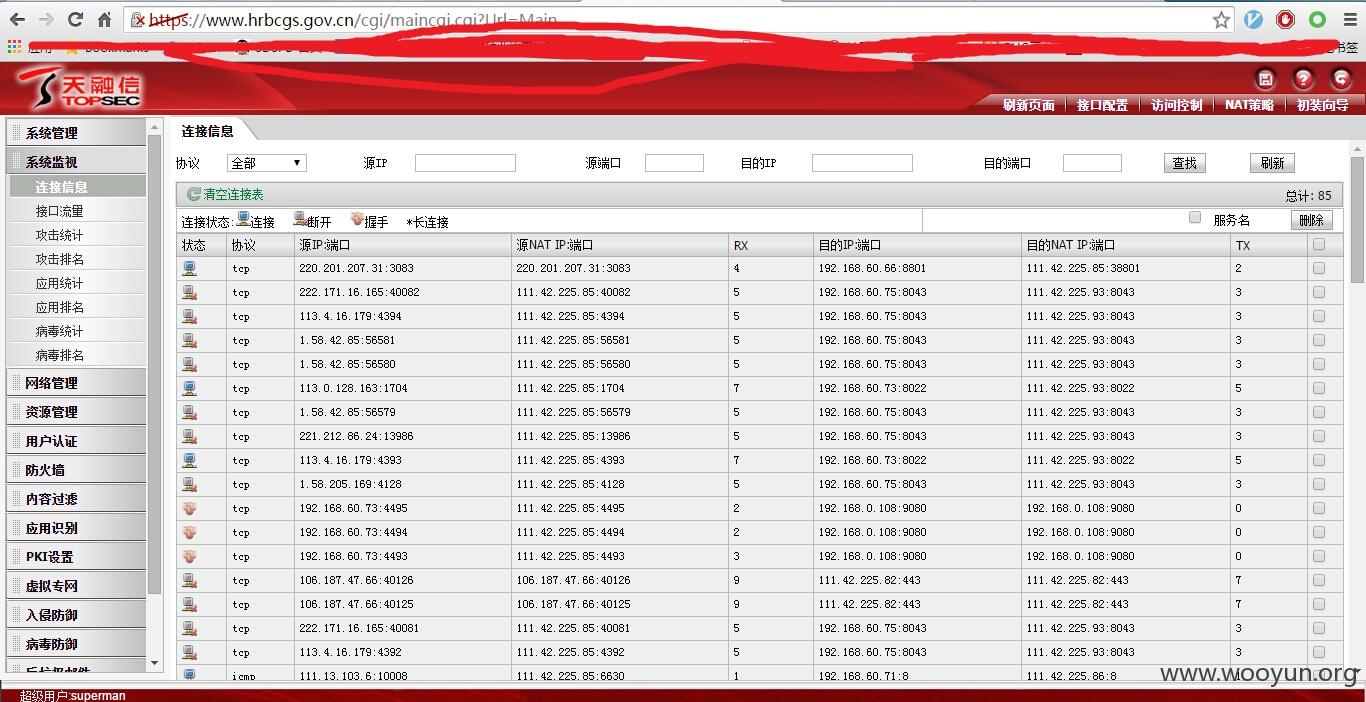 https://www.hrbcgs.gov.cn/cgi/maincgi.cgi?Url=Main
天融信
TOPSEC
刷新页面 接口配置 访问控制 NAT策略 初装向导
系统管理
系统监视
连接信息
接口流量
攻击统计
攻击排名
应用统计
应用排名
病毒统计
病毒排名
网络管理
资源管理
用户认证
防火墙
内容过滤
应用识别
PKI设置
虚拟专网
入侵防御
病毒防御
连接信息
协议 全部 源IP 源端口 目的IP 目的端口 查找 刷新
清空连接表 总计: 85
连接状态: 连接 断开 握手 *长连接 服务名 删除
状态 协议 源IP:端口 源NAT IP:端口 RX 目的IP:端口 目的NAT IP:端口 TX
tcp 220.201.207.31:3083 220.201.207.31:3083 4 192.168.60.66:8801 111.42.225.85:38801 2
tcp 222.171.16.165:40082 111.42.225.85:40082 5 192.168.60.75:8043 111.42.225.93:8043 3
tcp 113.4.16.179:4394 111.42.225.85:4394 5 192.168.60.75:8043 111.42.225.93:8043 3
tcp 1.58.42.85:56581 111.42.225.85:56581 5 192.168.60.75:8043 111.42.225.93:8043 3
tcp 1.58.42.85:56580 111.42.225.85:56580 5 192.168.60.75:8043 111.42.225.93:8043 3
tcp 113.0.128.163:1704 111.42.225.85:1704 7 192.168.60.73:8022 111.42.225.93:8022 5
tcp 1.58.42.85:56579 111.42.225.85:56579 5 192.168.60.75:8043 111.42.225.93:8043 3
tcp 221.212.86.24:13986 111.42.225.85:13986 5 192.168.60.75:8043 111.42.225.93:8043 3
tcp 113.4.16.179:4393 111.42.225.85:4393 7 192.168.60.73:8022 111.42.225.93:8022 5
tcp 1.58.205.169:4128 111.42.225.85:4128 5 192.168.60.75:8043 111.42.225.93:8043 3
tcp 192.168.60.73:4495 111.42.225.85:4495 2 192.168.0.108:9080 192.168.0.108:9080 0
tcp 192.168.60.73:4494 111.42.225.85:4494 2 192.168.0.108:9080 192.168.0.108:9080 0
tcp 192.168.60.73:4493 111.42.225.85:4493 3 192.168.0.108:9080 192.168.0.108:9080 0
tcp 106.187.47.66:40126 106.187.47.66:40126 9 111.42.225.82:443 111.42.225.82:443 7
tcp 106.187.47.66:40125 106.187.47.66:40125 9 111.42.225.82:443 111.42.225.82:443 7
tcp 222.171.16.165:40081 111.42.225.85:40081 5 192.168.60.75:8043 111.42.225.93:8043 3
tcp 113.4.16.179:4392 111.42.225.85:4392 5 192.168.60.75:8043 111.42.225.93:8043 3
icmp 111.13.103.6:10008 111.42.225.85:6630 1 192.168.60.71:8 111.42.225.86:8 1
www.wooyun.org
超级用户:superman